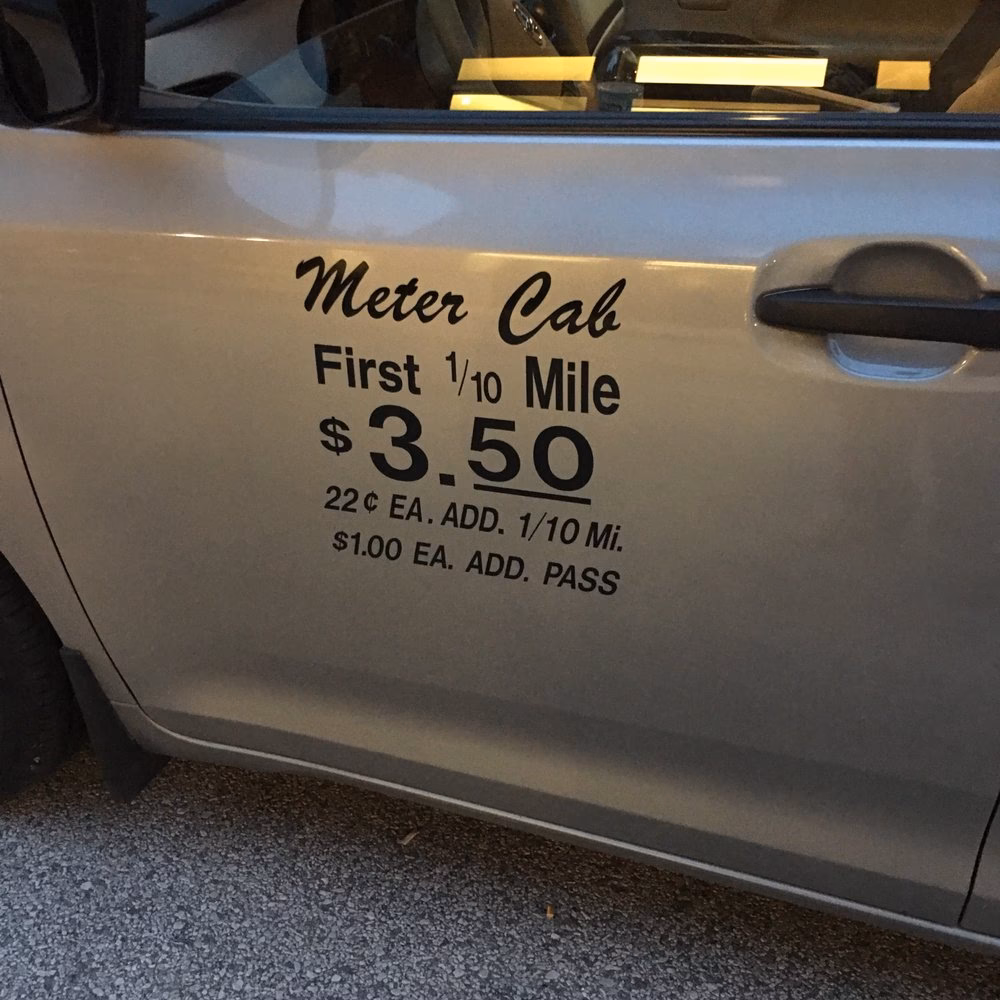 Meter Cab
First 1/10 Mile
$3.50
22¢ EA. ADD. 1/10 Mi.
$1.00 EA. ADD. PASS